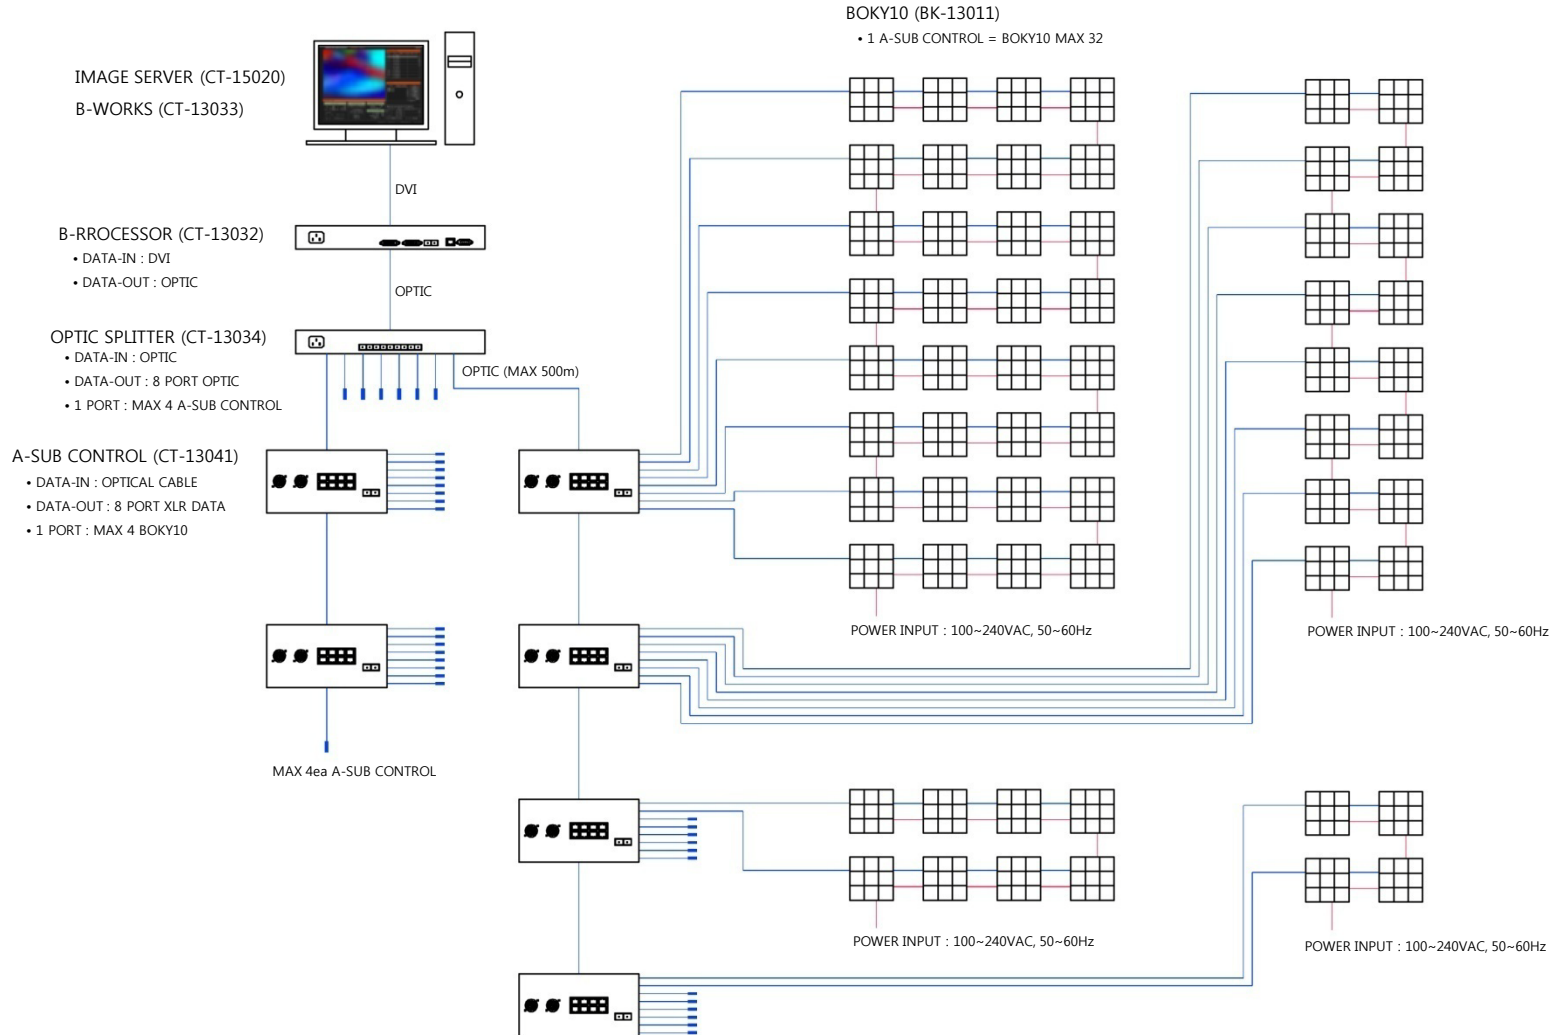 BOKY10 (BK-13011)
• 1 A-SUB CONTROL = BOKY10 MAX 32
IMAGE SERVER (CT-15020)
B-WORKS (CT-13033)
DVI
B-RROCESSOR (CT-13032)
• DATA-IN : DVI
• DATA-OUT : OPTIC
OPTIC
OPTIC SPLITTER (CT-13034)
• DATA-IN : OPTIC
• DATA-OUT : 8 PORT OPTIC
• 1 PORT : MAX 4 A-SUB CONTROL
OPTIC (MAX 500m)
A-SUB CONTROL (CT-13041)
• DATA-IN : OPTICAL CABLE
• DATA-OUT : 8 PORT XLR DATA
• 1 PORT : MAX 4 BOKY10
POWER INPUT : 100~240VAC, 50~60Hz
POWER INPUT : 100~240VAC, 50~60Hz
MAX 4ea A-SUB CONTROL
POWER INPUT : 100~240VAC, 50~60Hz
POWER INPUT : 100~240VAC, 50~60Hz